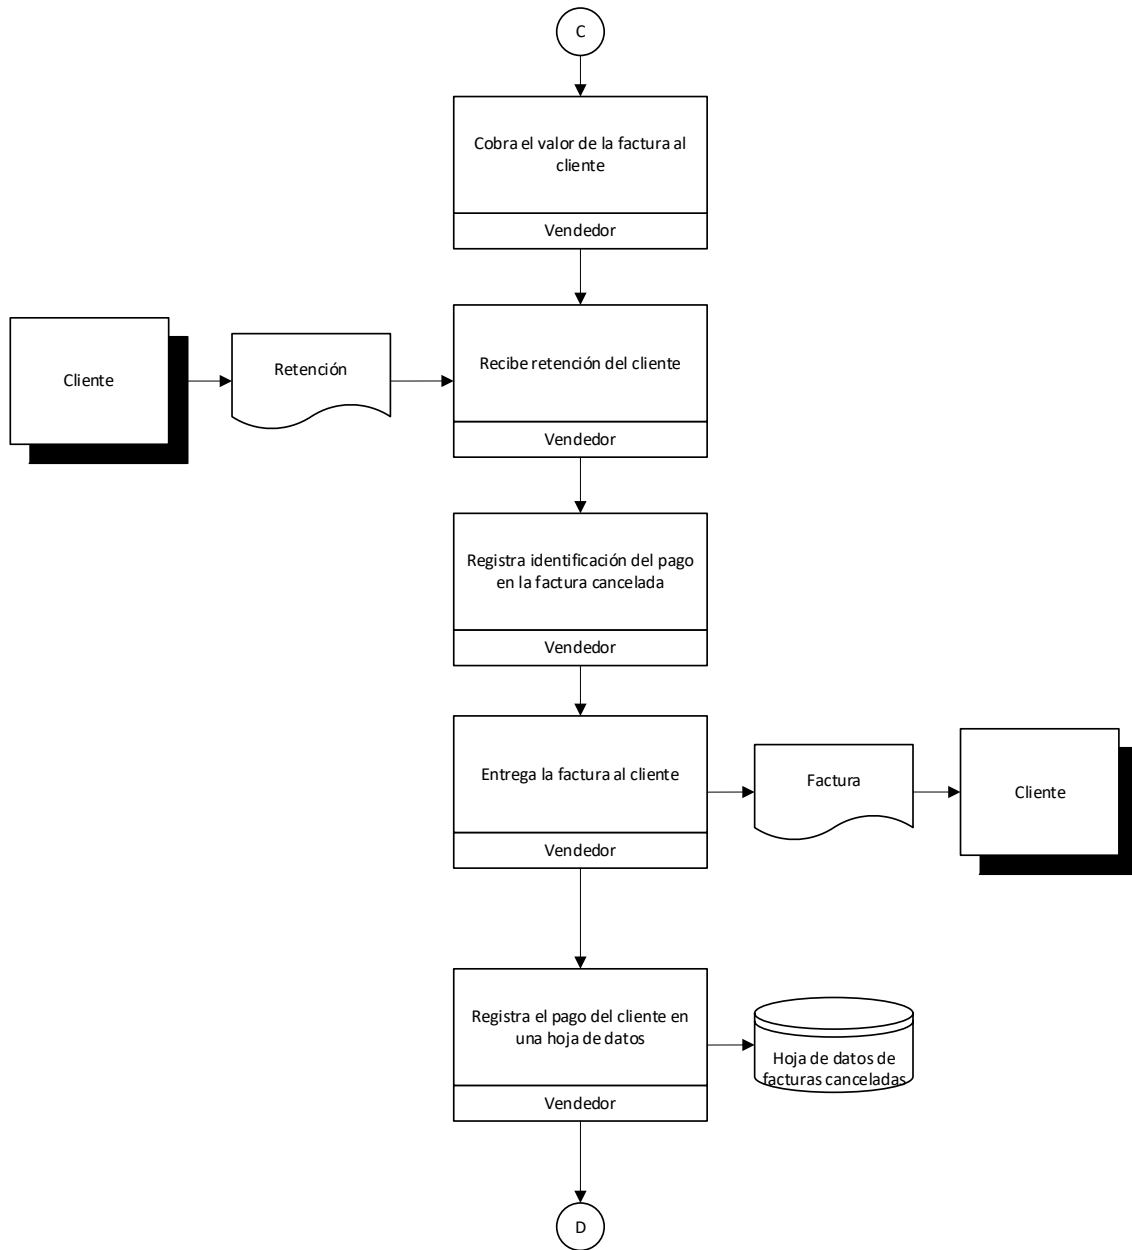 C
Cobra el valor de la factura al
cliente
Vendedor
Cliente
Retención
Recibe retención del cliente
Vendedor
Registra identificación del pago
en la factura cancelada
Vendedor
Entrega la factura al cliente
Factura
Cliente
Vendedor
Registra el pago del cliente en
una hoja de datos
Hoja de datos de
facturas canceladas
Vendedor
D